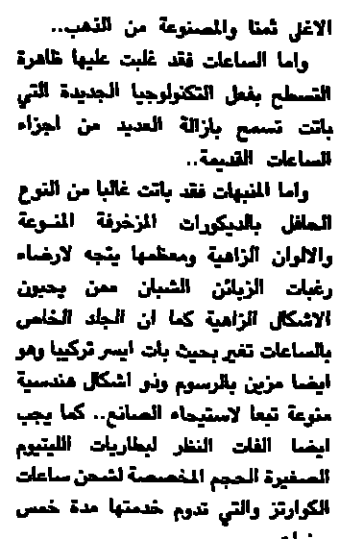 الاغلى ثمنا والمصنوعة من الذهب..
واما الساعات فقد غلبت عليها ظاهرة
التسطح بفعل التكنولوجيا الجديدة التي
باتت تسمح بازالة العديد من اجزاء
الساعات القديمة..
واما المنبهات فقد باتت غالبا من النوع
الحافل بالديكورات المزخرفة المنوعة
والالوان الزاهية ومعظمها يتجه لارضاء
رغبات الزبائن الشبان ممن يحبون
الاشكال الزاهية كما ان الجلد الخاص
بالساعات تغير بحيث بات ايسر تركيبا وهو
ايضا مزين بالرسوم وذو اشكال هندسية
منوعة تبعا لاستيحاء الصانع.. كما يجب
ايضا الفات النظر لبطاريات الليتيوم
الصغيرة الحجم المخصصة لشحن ساعات
الكوارتز والتي تدوم خدمتها مدة خمس